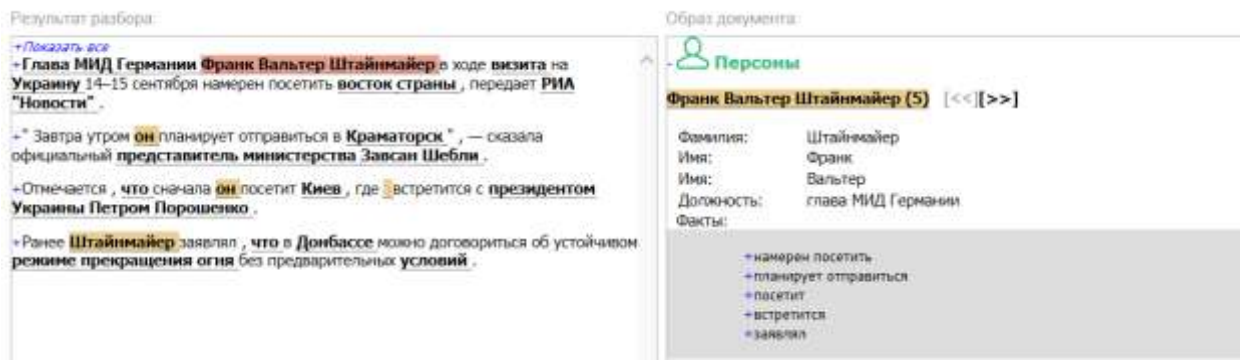 Результат разбора:
+Показать все
+Глава МИД Германии Франк Вальтер Штайнмайер в ходе визита на
Украину 14–15 сентября намерен посетить восток страны , передает РИА
"Новости" .
+" Завтра утром он планирует отправиться в Краматорск " , — сказала
официальный представитель министерства Завсан Шебли .
+Отмечается , что сначала он посетит Киев , где встретится с президентом
Украины Петром Порошенко .
+Ранее Штайнмайер заявлял , что в Донбассе можно договориться об устойчивом
режиме прекращения огня без предварительных условий .
Образ документа:
- Персоны
Франк Вальтер Штайнмайер (5) [<<][>>]
Фамилия: Штайнмайер
Имя: Франк
Имя: Вальтер
Должность: глава МИД Германии
Факты:
+намерен посетить
+планирует отправиться
+посетит
+встретится
+заявлял